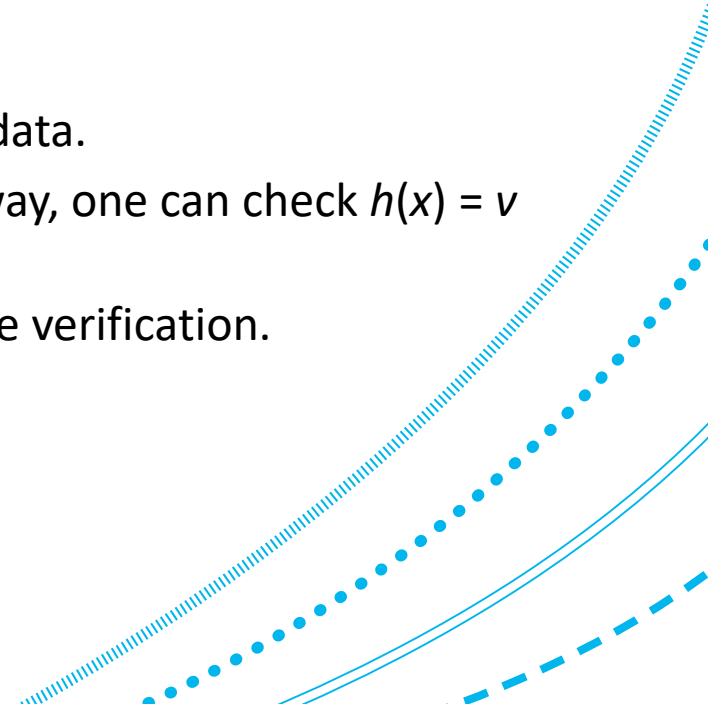 data.
way, one can check h(x) = v
e verification.